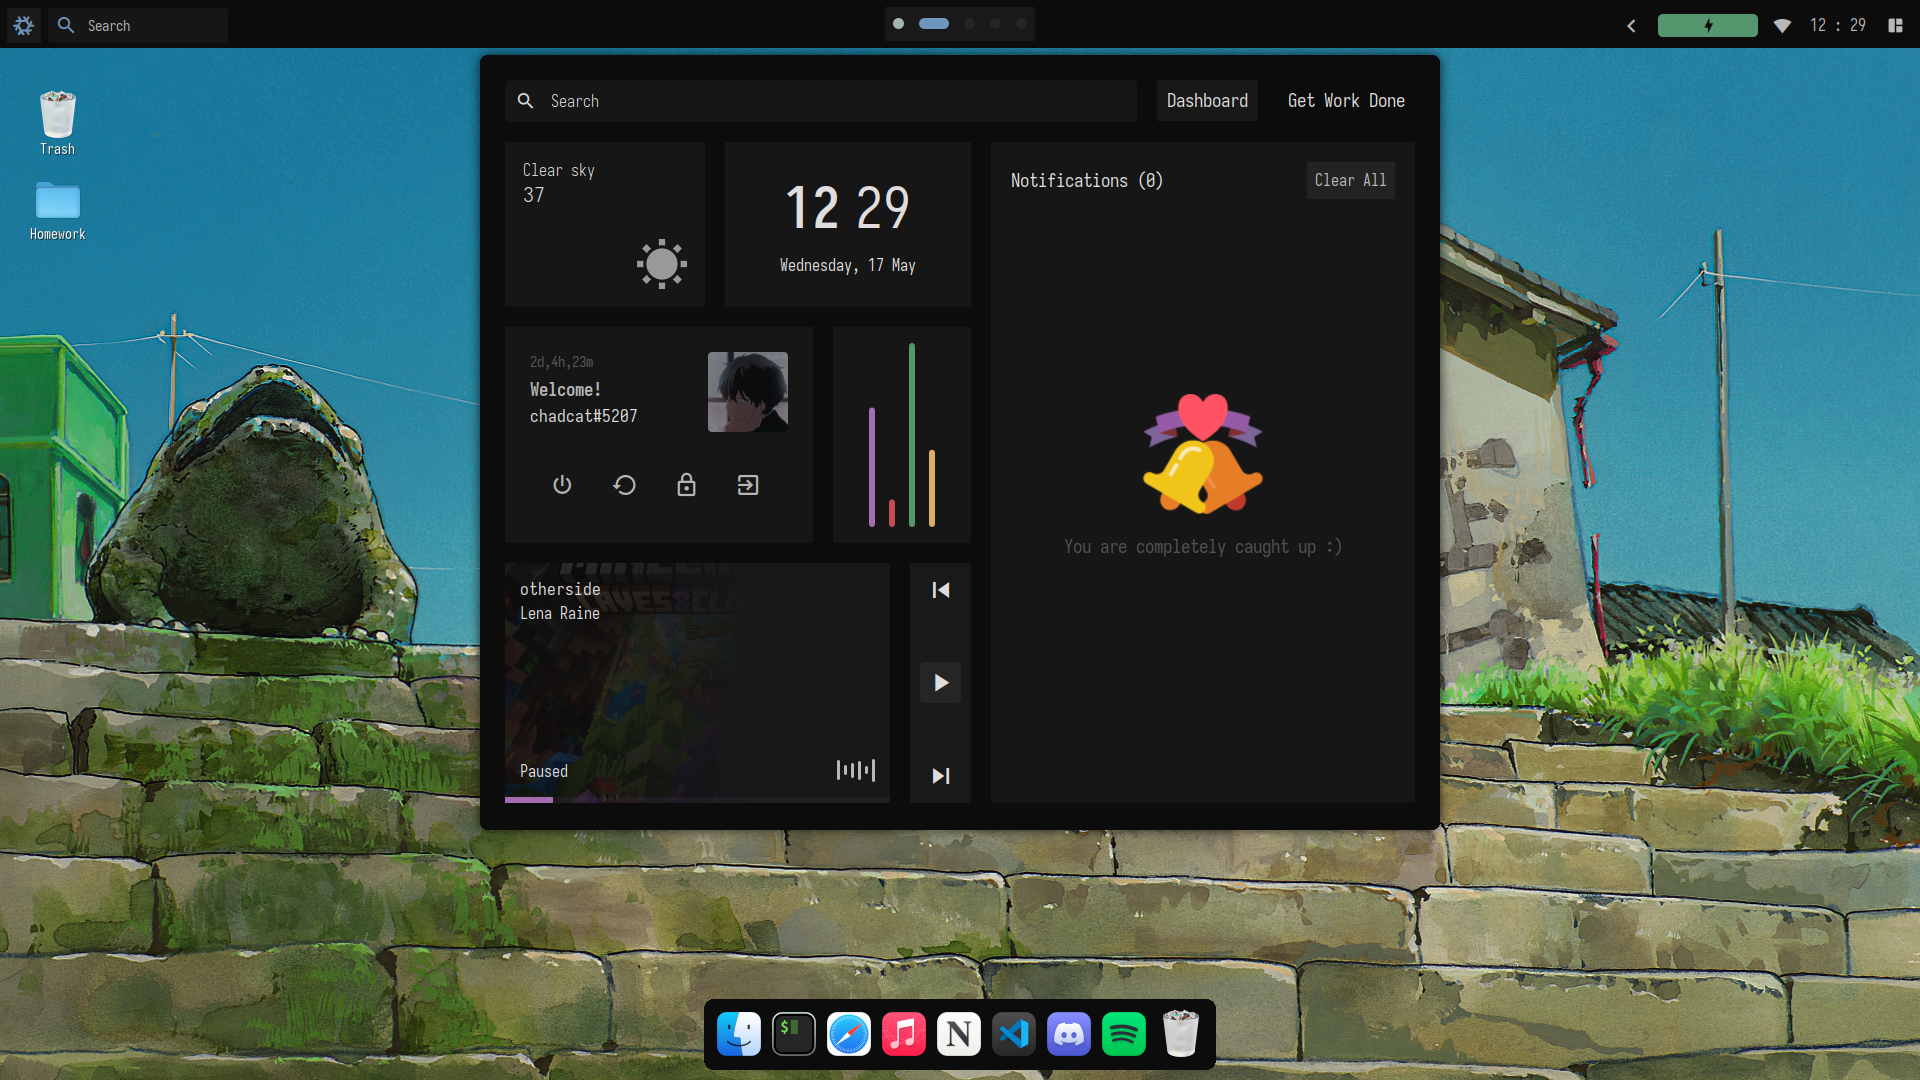 Search
12 : 29
Trash
Homework
Search
Dashboard
Get Work Done
Clear sky
37
12 29
Wednesday, 17 May
Notifications (0)
Clear All
2d,4h,23m
Welcome!
chadcat#5207
You are completely caught up :)
otherside
Lena Raine
Paused
$
N